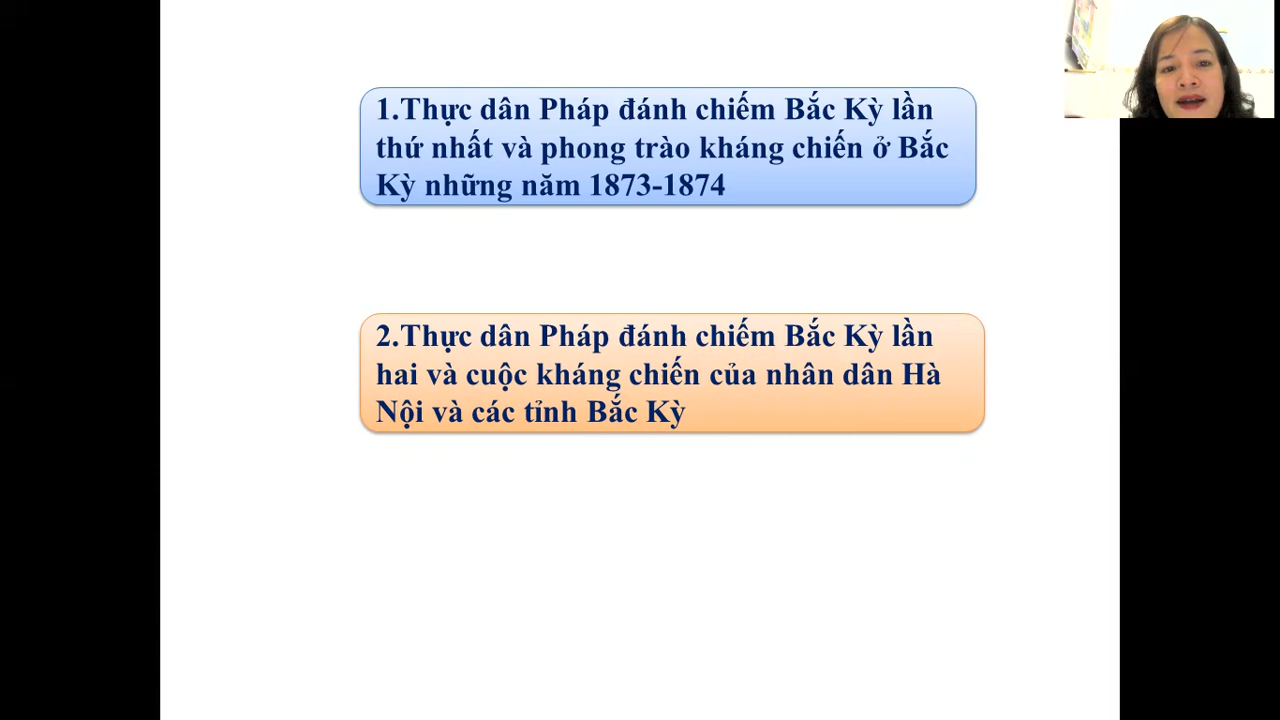 1.Thực dân Pháp đánh chiếm Bắc Kỳ lần
thứ nhất và phong trào kháng chiến ở Bắc
Kỳ những năm 1873-1874
2.Thực dân Pháp đánh chiếm Bắc Kỳ lần
hai và cuộc kháng chiến của nhân dân Hà
Nội và các tỉnh Bắc Kỳ